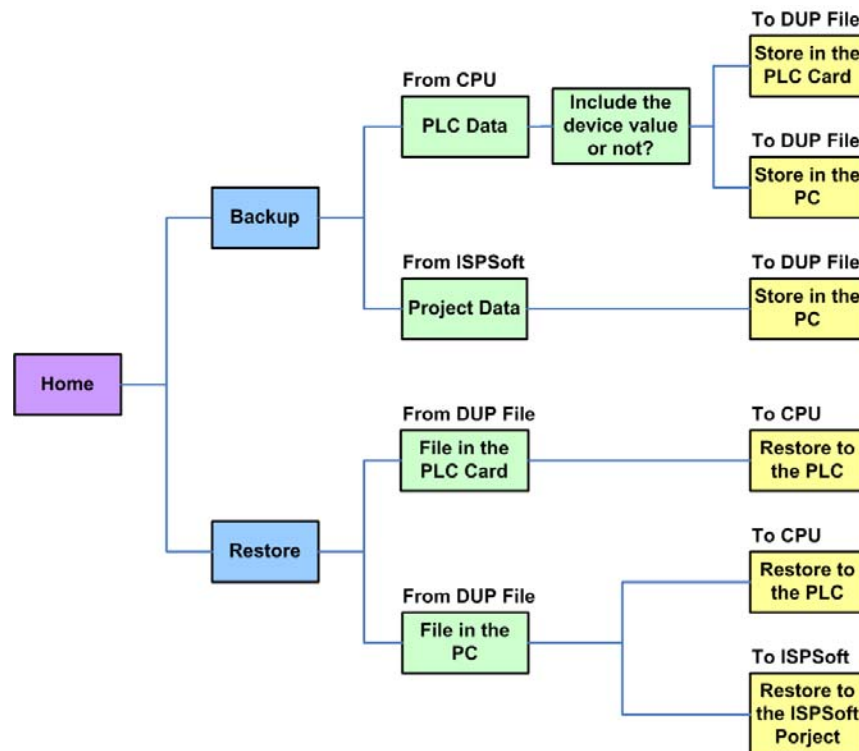 To DUP File
Store in the
PLC Card
From CPU
PLC Data
Include the
device value
or not?
To DUP File
Store in the
PC
Backup
From ISPSoft
Project Data
To DUP File
Store in the
PC
Home
From DUP File
File in the
PLC Card
To CPU
Restore to
the PLC
Restore
From DUP File
File in the
PC
To CPU
Restore to
the PLC
To ISPSoft
Restore to
the ISPSoft
Porject